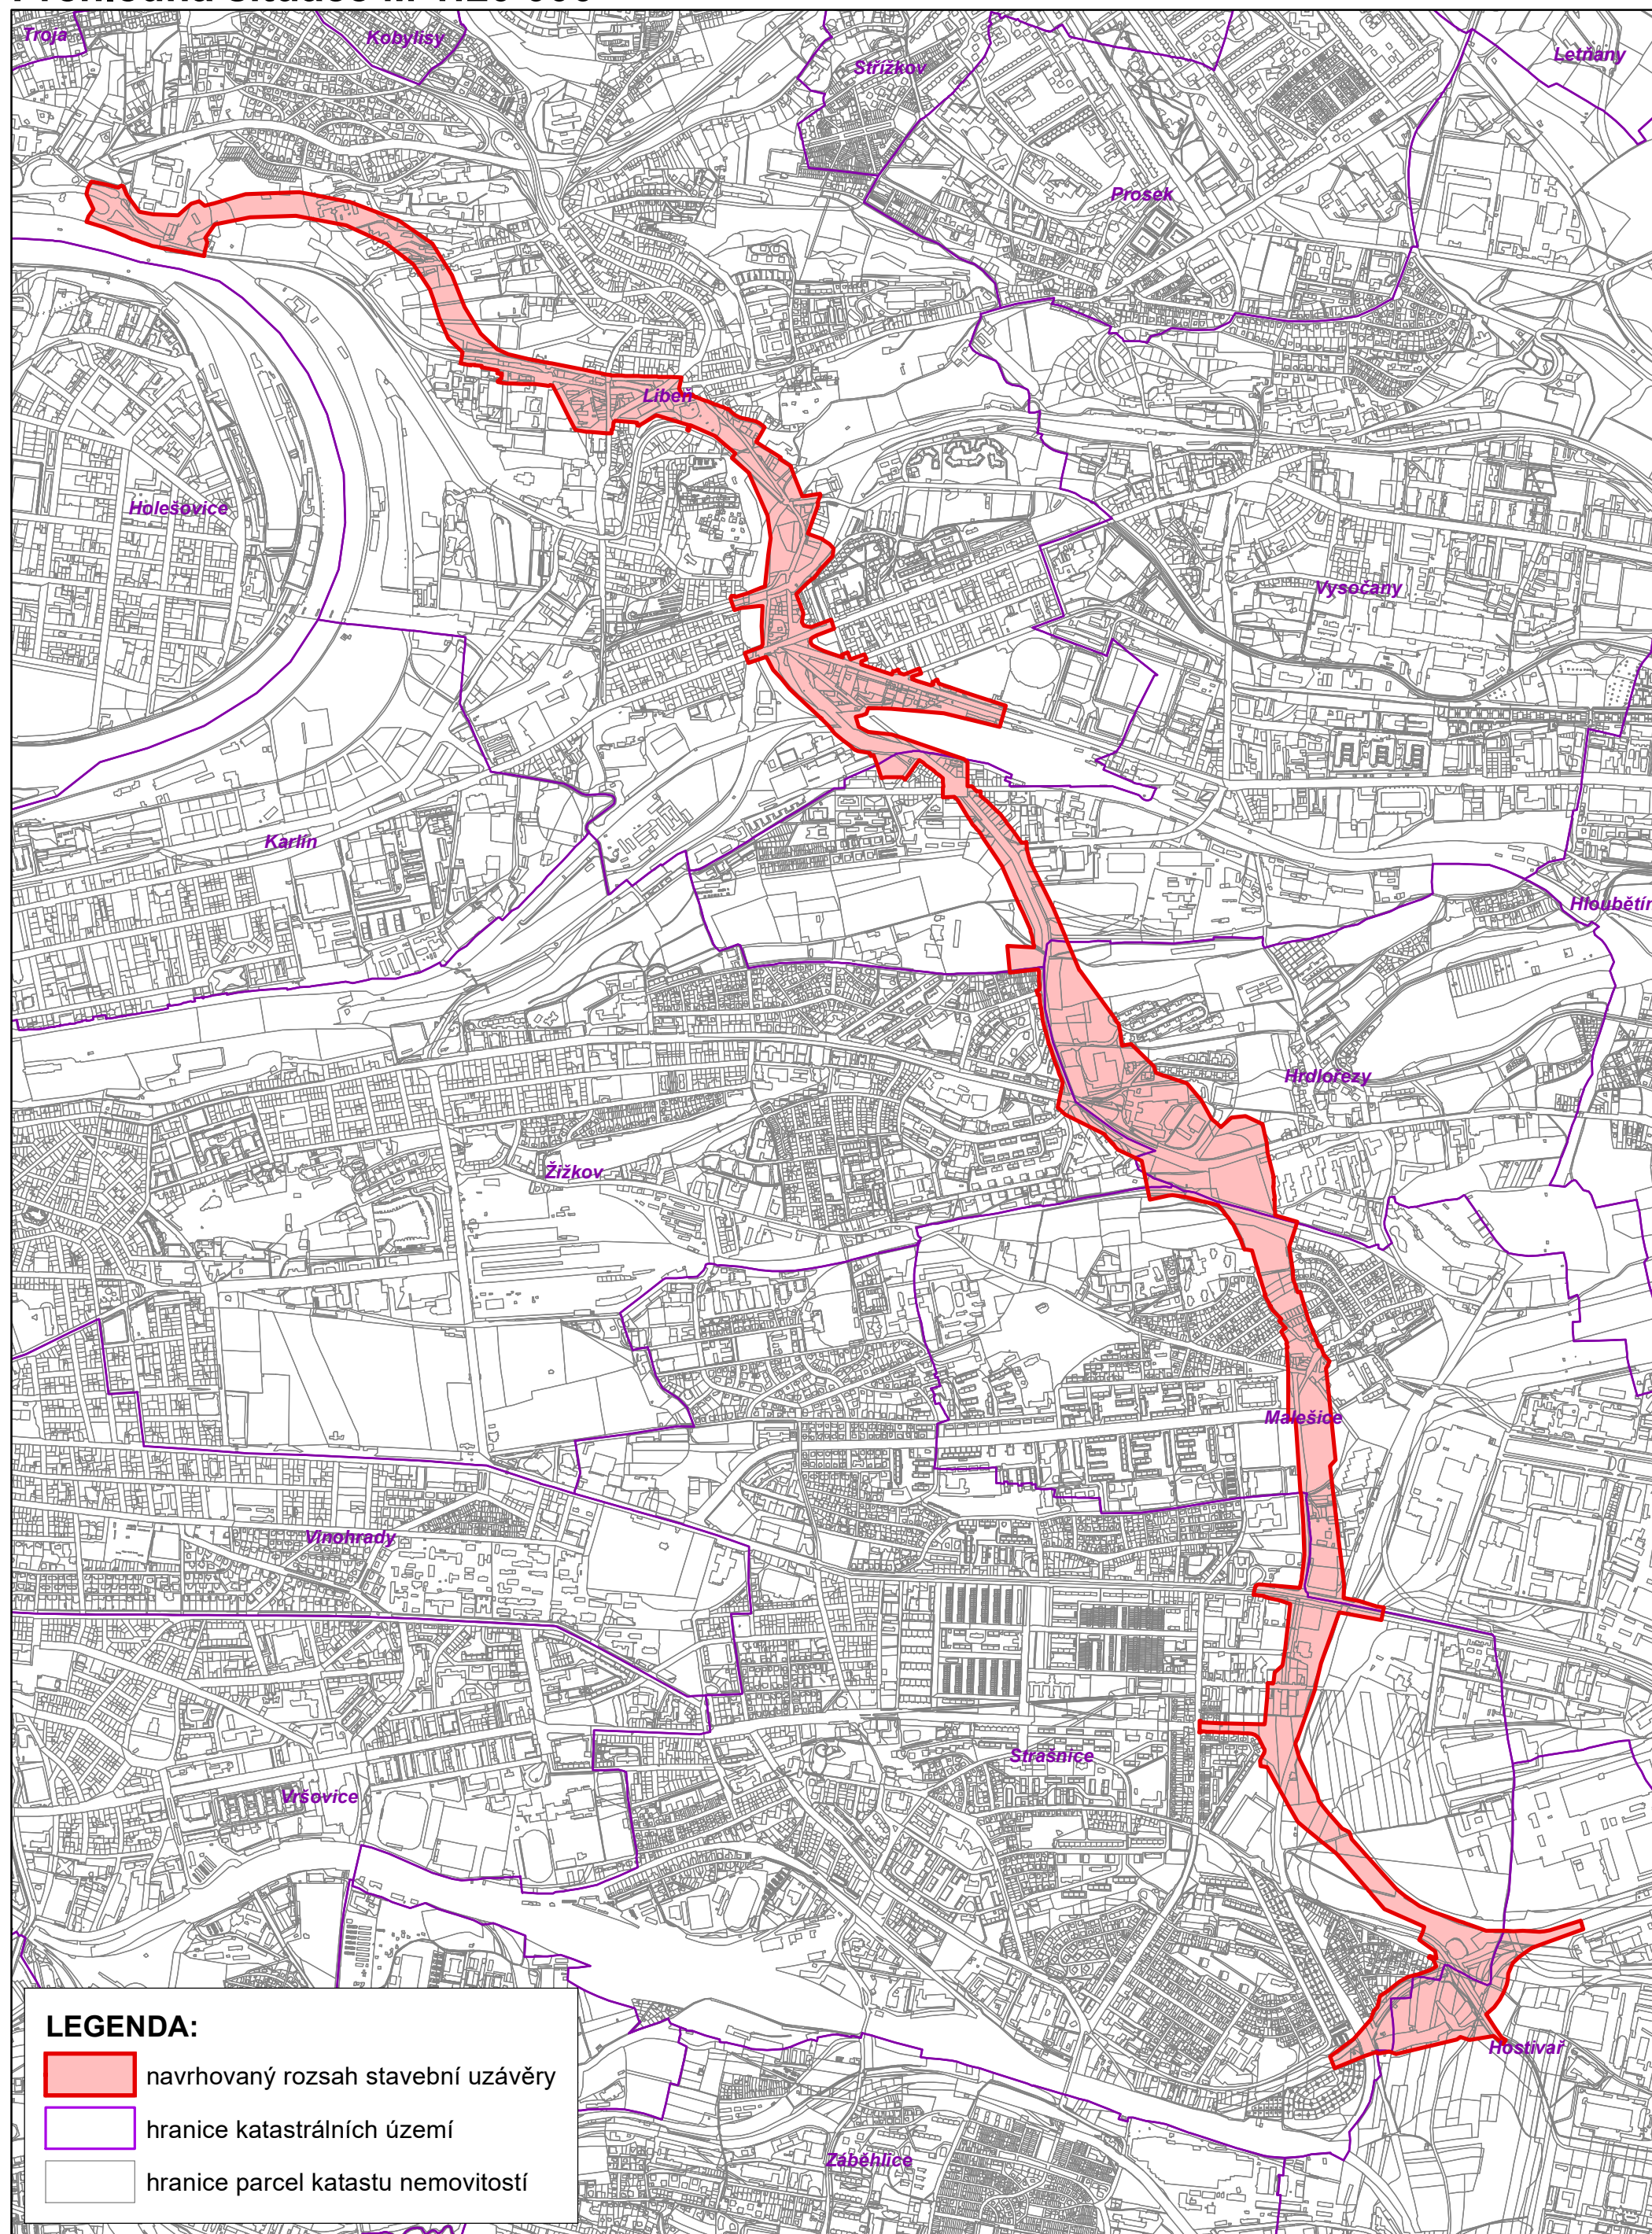 Troja
Kobylisy
Střížkov
Letňany
Prosek
Libeň
Holešovice
Vysočany
Karlín
Hloubětín
Hrdlořezy
Žižkov
Malešice
Vinohrady
Strašnice
Vršovice
Hostivař
Záběhlice
LEGENDA:
navrhovaný rozsah stavební uzávěry
hranice katastrálních území
hranice parcel katastu nemovitostí